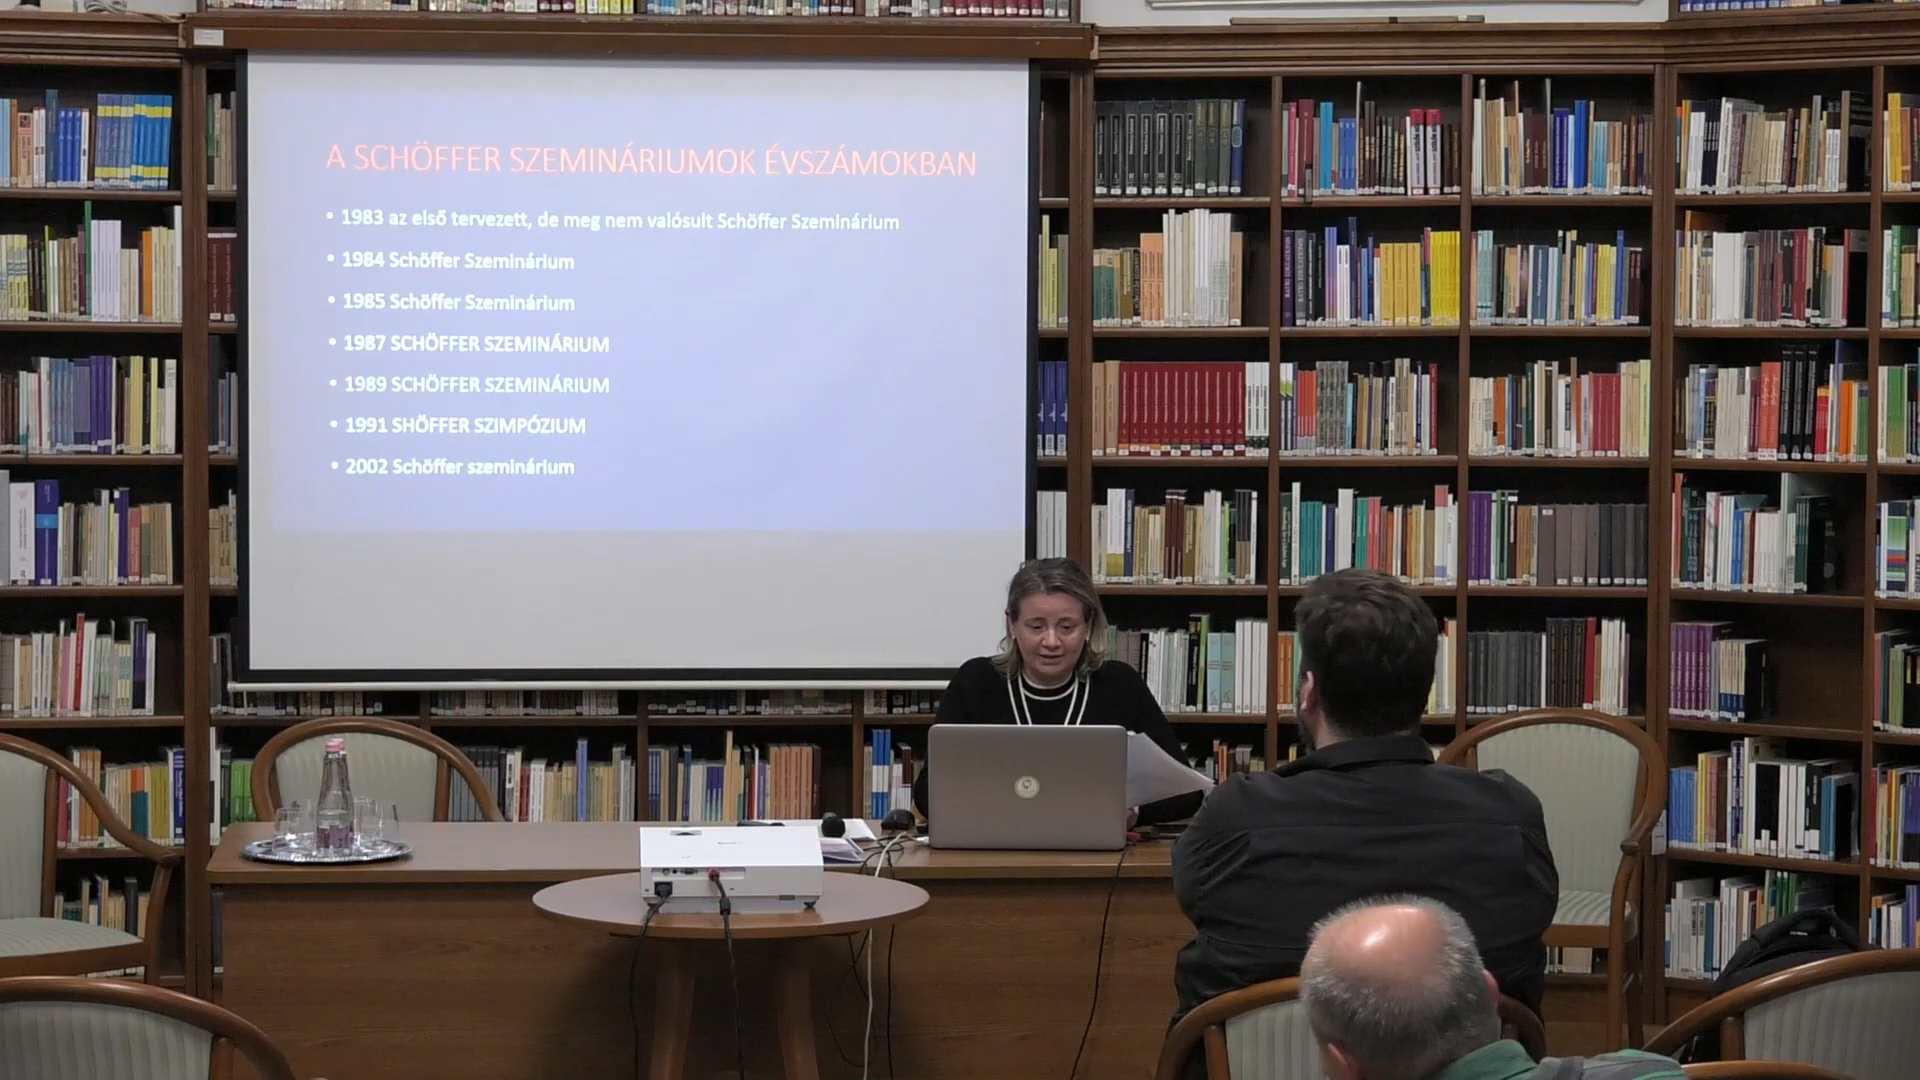 A SCHÖFFER SZEMINÁRIUMOK ÉVSZÁMOKBAN
• 1983 az első tervezett, de meg nem valósult Schöffer Szeminárium
• 1984 Schöffer Szeminárium
• 1985 Schöffer Szeminárium
• 1987 SCHÖFFER SZEMINÁRIUM
• 1989 SCHÖFFER SZEMINÁRIUM
• 1991 SHÖFFER SZIMPÓZIUM
• 2002 Schöffer szeminárium